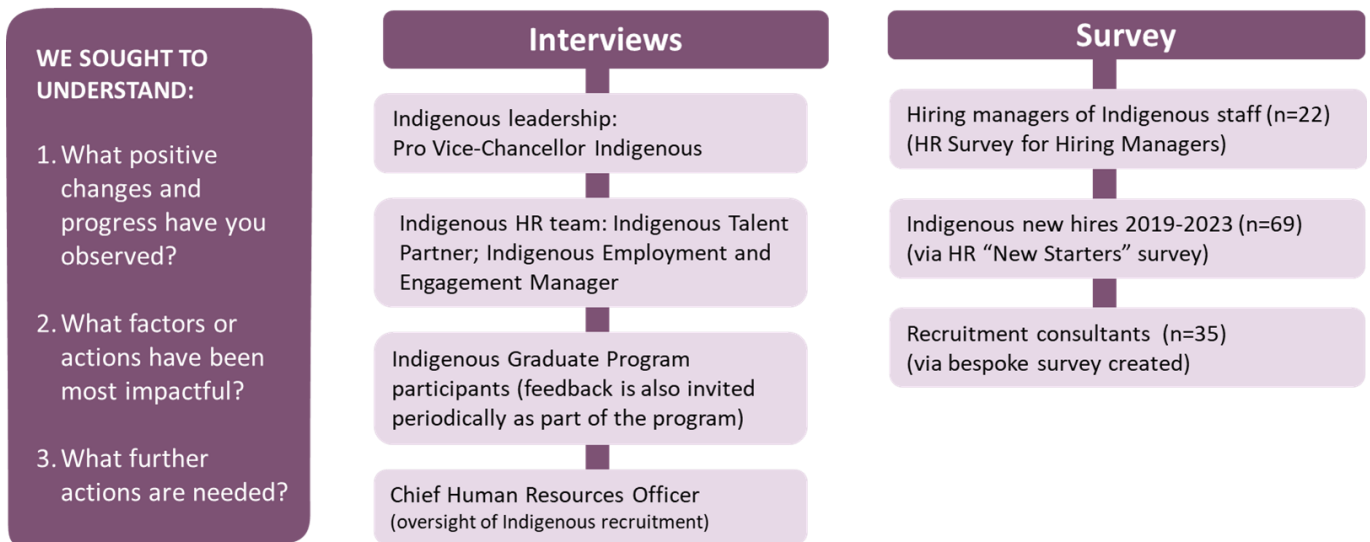 WE SOUGHT TO
UNDERSTAND:
1. What positive
changes and
progress have you
observed?
2. What factors or
actions have been
most impactful?
3. What further
actions are needed?
Interviews
Indigenous leadership:
Pro Vice-Chancellor Indigenous
Indigenous HR team: Indigenous Talent
Partner; Indigenous Employment and
Engagement Manager
Indigenous Graduate Program
participants (feedback is also invited
periodically as part of the program)
Chief Human Resources Officer
(oversight of Indigenous recruitment)
Survey
Hiring managers of Indigenous staff (n=22)
(HR Survey for Hiring Managers)
Indigenous new hires 2019-2023 (n=69)
(via HR “New Starters” survey)
Recruitment consultants (n=35)
(via bespoke survey created)